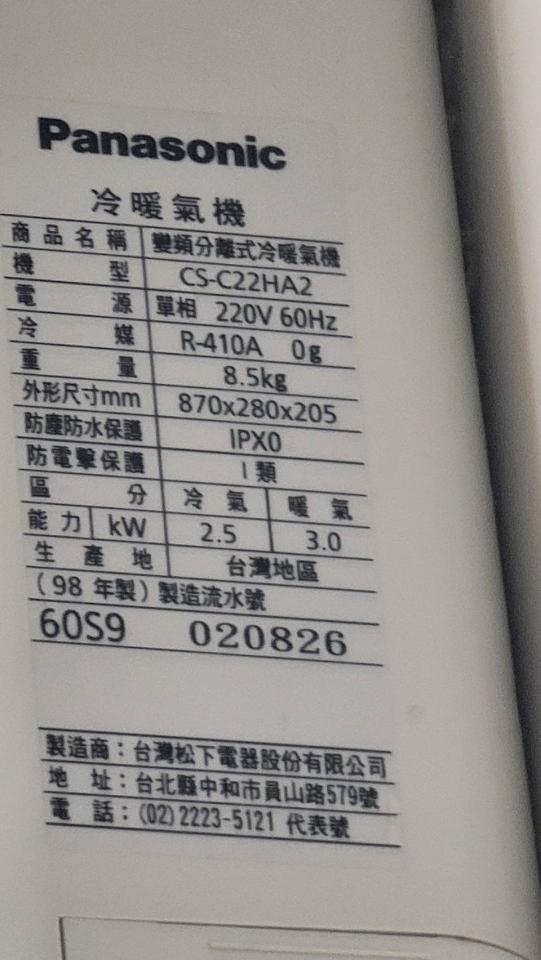 Panasonic
冷暖氣機
商品名稱 變頻分離式冷暖氣機
機型 CS-C22HA2
電源 單相 220V 60Hz
冷媒 R-410A 0g
重量 8.5kg
外形尺寸mm 870x280x205
防塵防水保護 IPX0
防電擊保護 I類
區分 冷氣 暖氣
能力 kW 2.5 3.0
生產地 台灣地區
(98 年製) 製造流水號
60S9 020826
製造商：台灣松下電器股份有限公司
地址：台北縣中和市員山路579號
電話：(02)2223-5121 代表號